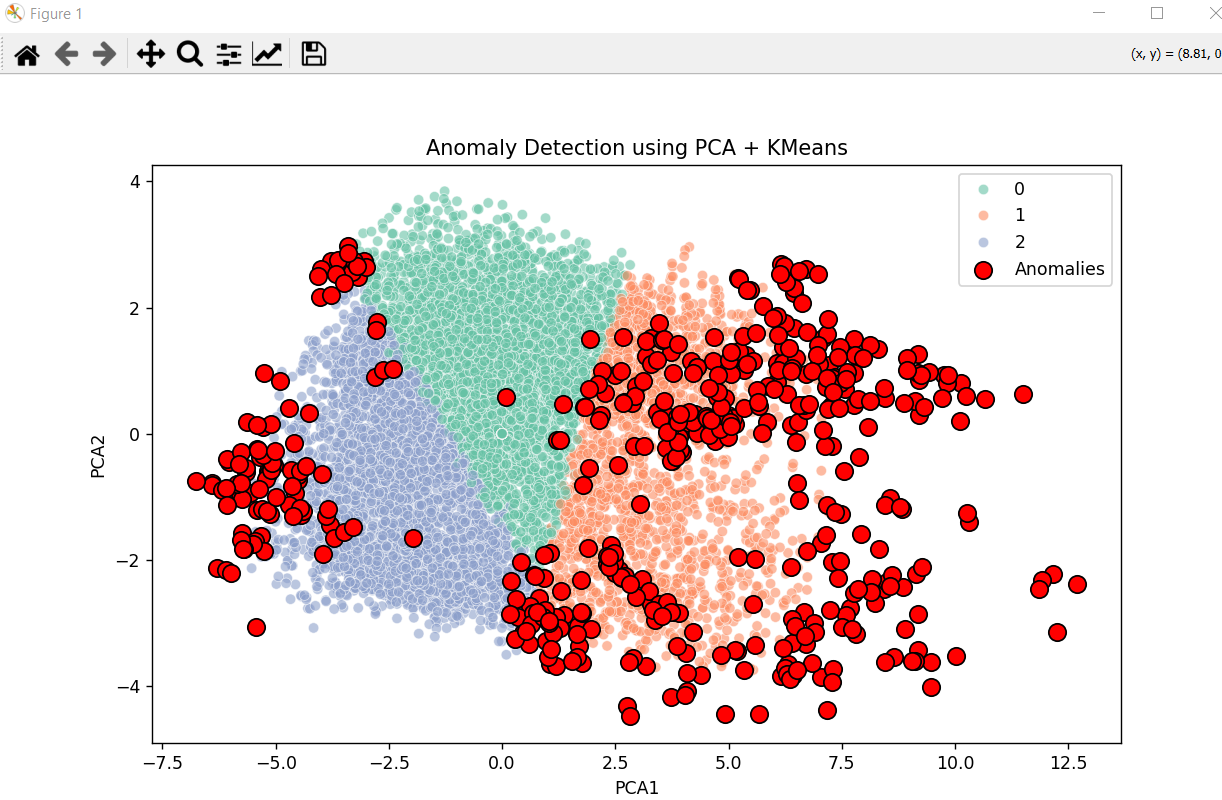 Figure 1
(x, y) = (8.81, 0
Anomaly Detection using PCA + KMeans
0
1
2
Anomalies
4
2
0
−2
−4
PCA2
−7.5 −5.0 −2.5 0.0 2.5 5.0 7.5 10.0 12.5
PCA1